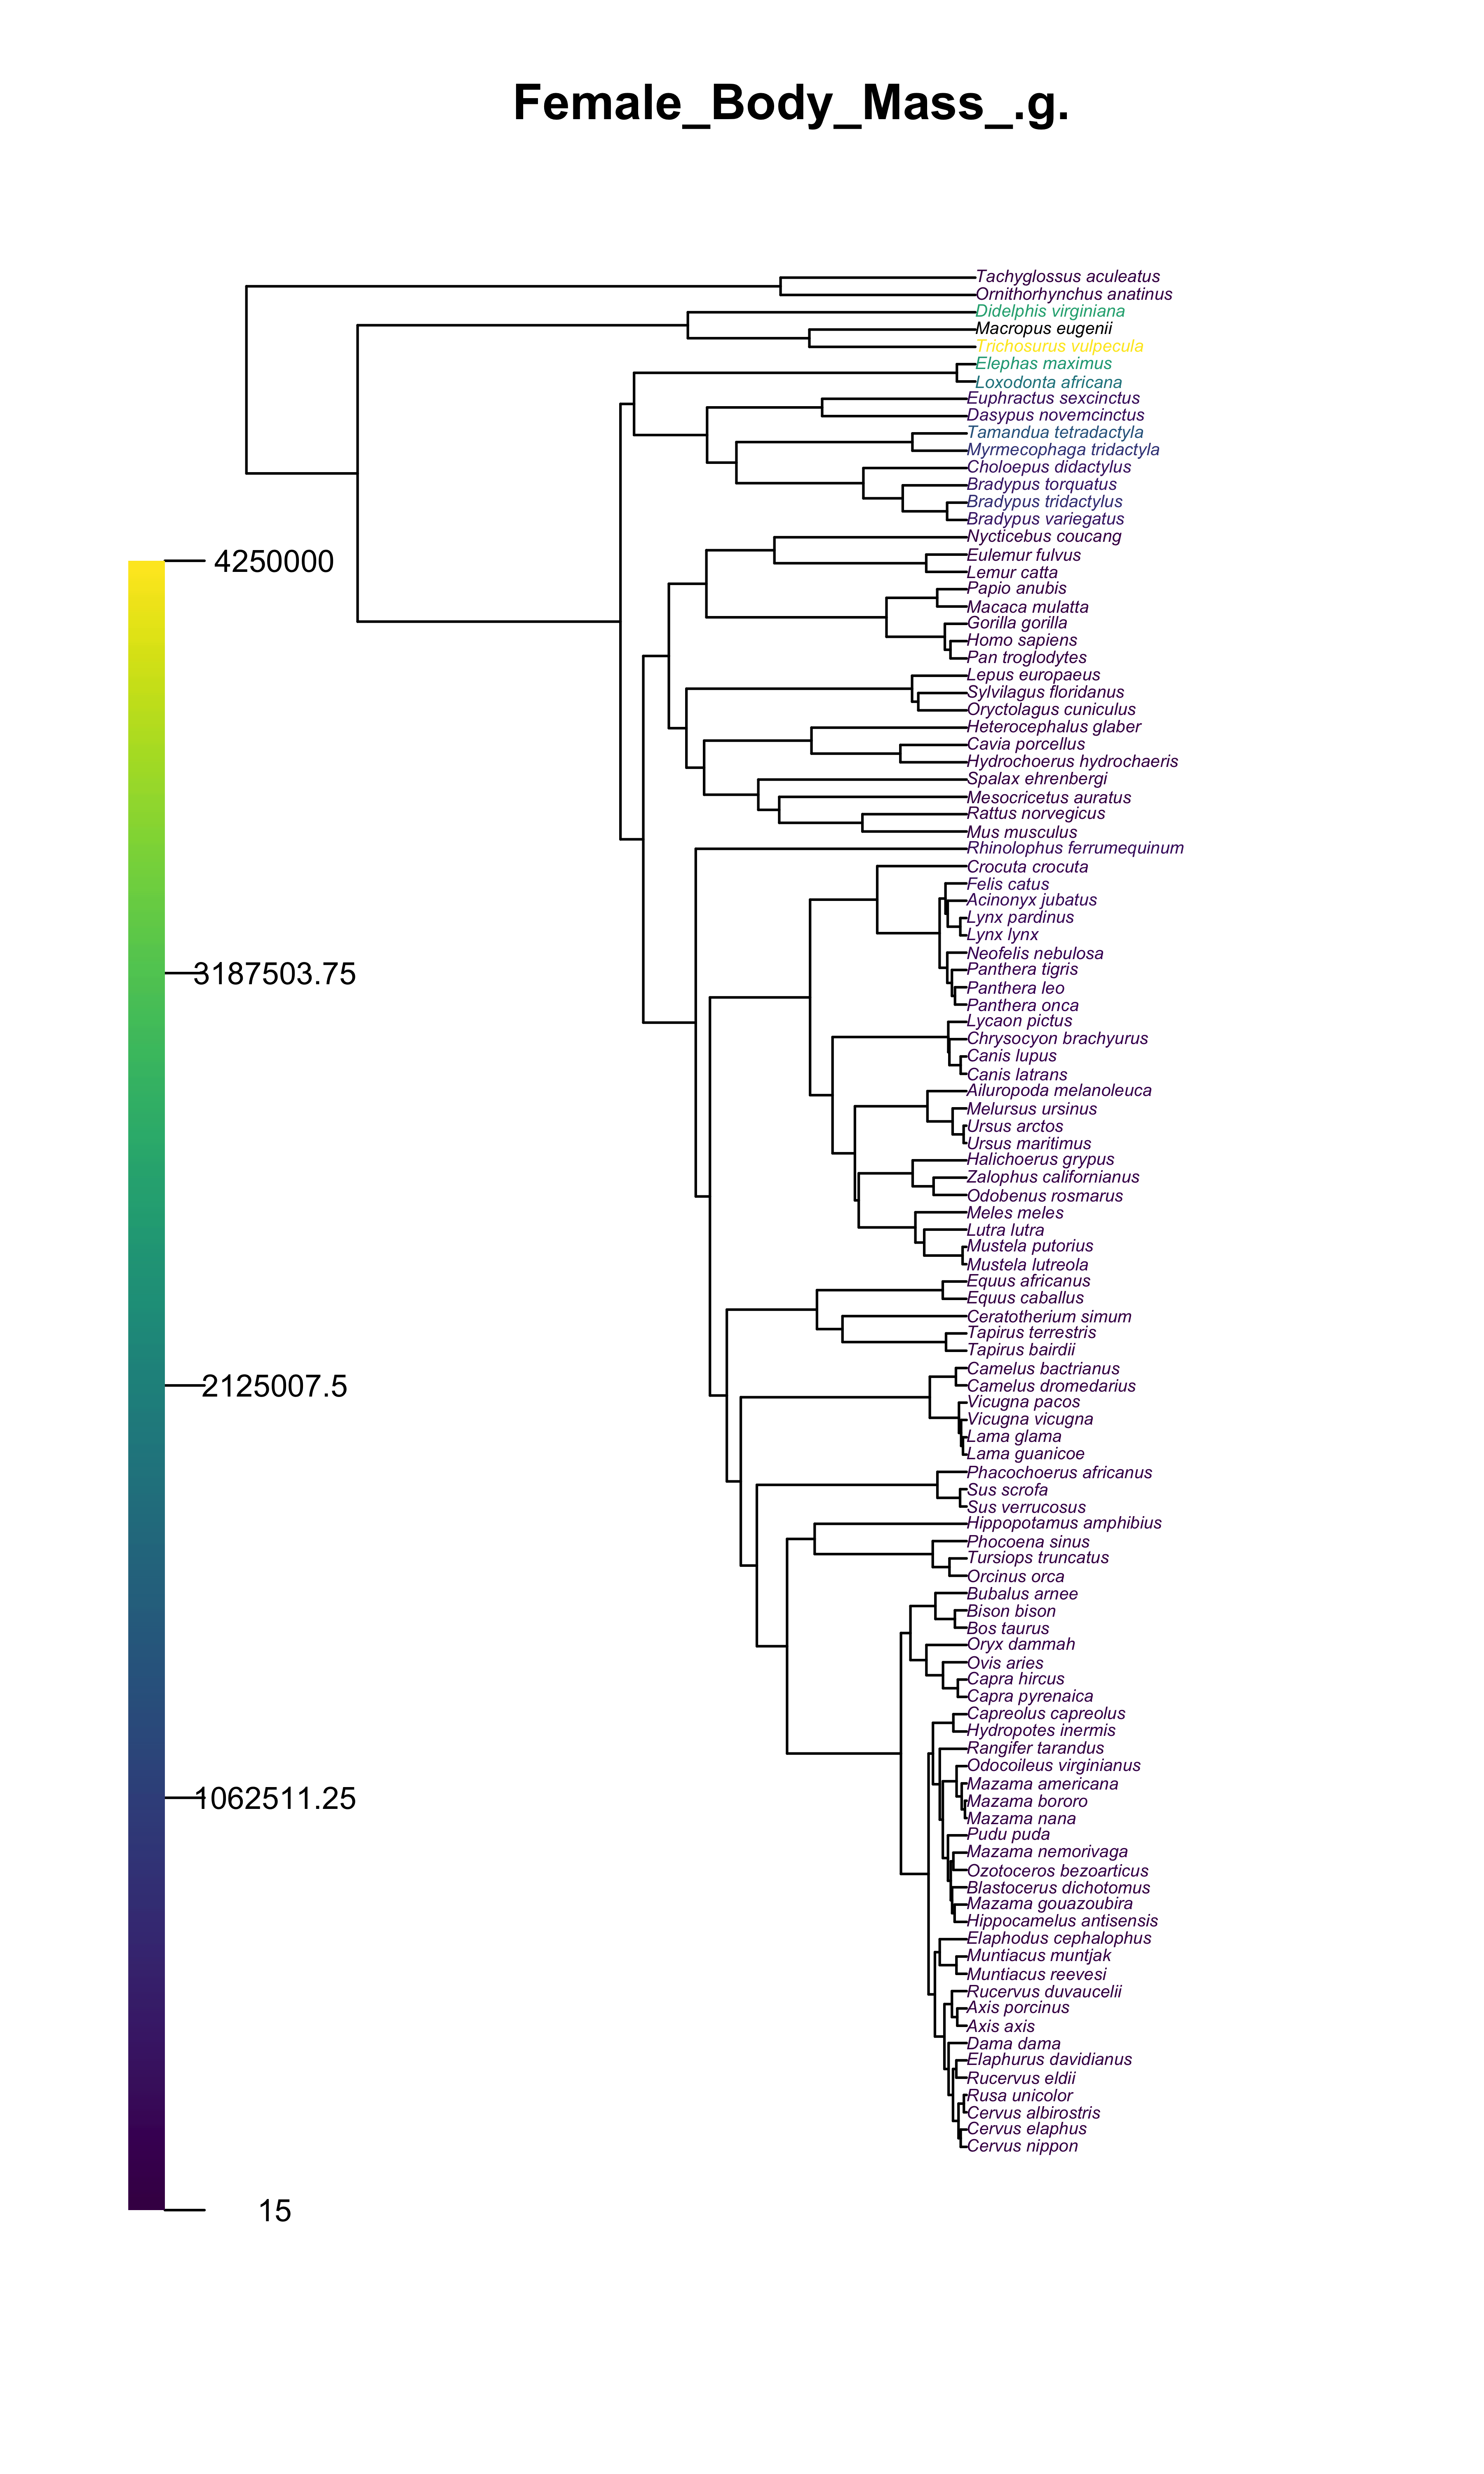 Female_Body_Mass_.g.
Tachyglossus aculeatus
Ornithorhynchus anatinus
Didelphis virginiana
Macropus eugenii
Trichosurus vulpecula
Elephas maximus
Loxodonta africana
Euphractus sexcinctus
Dasypus novemcinctus
Tamandua tetradactyla
Myrmecophaga tridactyla
Choloepus didactylus
Bradypus torquatus
Bradypus tridactylus
Bradypus variegatus
Nycticebus coucang
Eulemur fulvus
Lemur catta
Papio anubis
Macaca mulatta
Gorilla gorilla
Homo sapiens
Pan troglodytes
Lepus europaeus
Sylvilagus floridanus
Oryctolagus cuniculus
Heterocephalus glaber
Cavia porcellus
Hydrochoerus hydrochaeris
Spalax ehrenbergi
Mesocricetus auratus
Rattus norvegicus
Mus musculus
Rhinolophus ferrumequinum
Crocuta crocuta
Felis catus
Acinonyx jubatus
Lynx pardinus
Lynx lynx
Neofelis nebulosa
Panthera tigris
Panthera leo
Panthera onca
Lycaon pictus
Chrysocyon brachyurus
Canis lupus
Canis latrans
Ailuropoda melanoleuca
Melursus ursinus
Ursus arctos
Ursus maritimus
Halichoerus grypus
Zalophus californianus
Odobenus rosmarus
Meles meles
Lutra lutra
Mustela putorius
Mustela lutreola
Equus africanus
Equus caballus
Ceratotherium simum
Tapirus terrestris
Tapirus bairdii
Camelus bactrianus
Camelus dromedarius
Vicugna pacos
Vicugna vicugna
Lama glama
Lama guanicoe
Phacochoerus africanus
Sus scrofa
Sus verrucosus
Hippopotamus amphibius
Phocoena sinus
Tursiops truncatus
Orcinus orca
Bubalus arnee
Bison bison
Bos taurus
Oryx dammah
Ovis aries
Capra hircus
Capra pyrenaica
Capreolus capreolus
Hydropotes inermis
Rangifer tarandus
Odocoileus virginianus
Mazama americana
Mazama bororo
Mazama nana
Pudu puda
Mazama nemorivaga
Ozotoceros bezoarticus
Blastocerus dichotomus
Mazama gouazoubira
Hippocamelus antisensis
Elaphodus cephalophus
Muntiacus muntjak
Muntiacus reevesi
Rucervus duvaucelii
Axis porcinus
Axis axis
Dama dama
Elaphurus davidianus
Rucervus eldii
Rusa unicolor
Cervus albirostris
Cervus elaphus
Cervus nippon
4250000
3187503.75
2125007.5
1062511.25
15